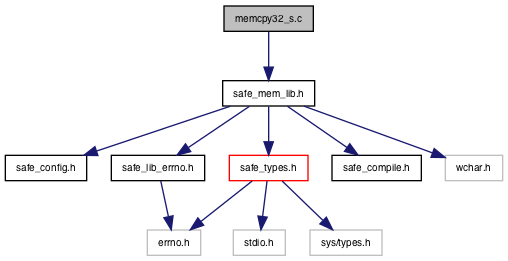 memcpy32_s.c
safe_mem_lib.h
safe_config.h
safe_lib_errno.h
safe_types.h
safe_compile.h
wchar.h
errno.h
stdio.h
sys/types.h